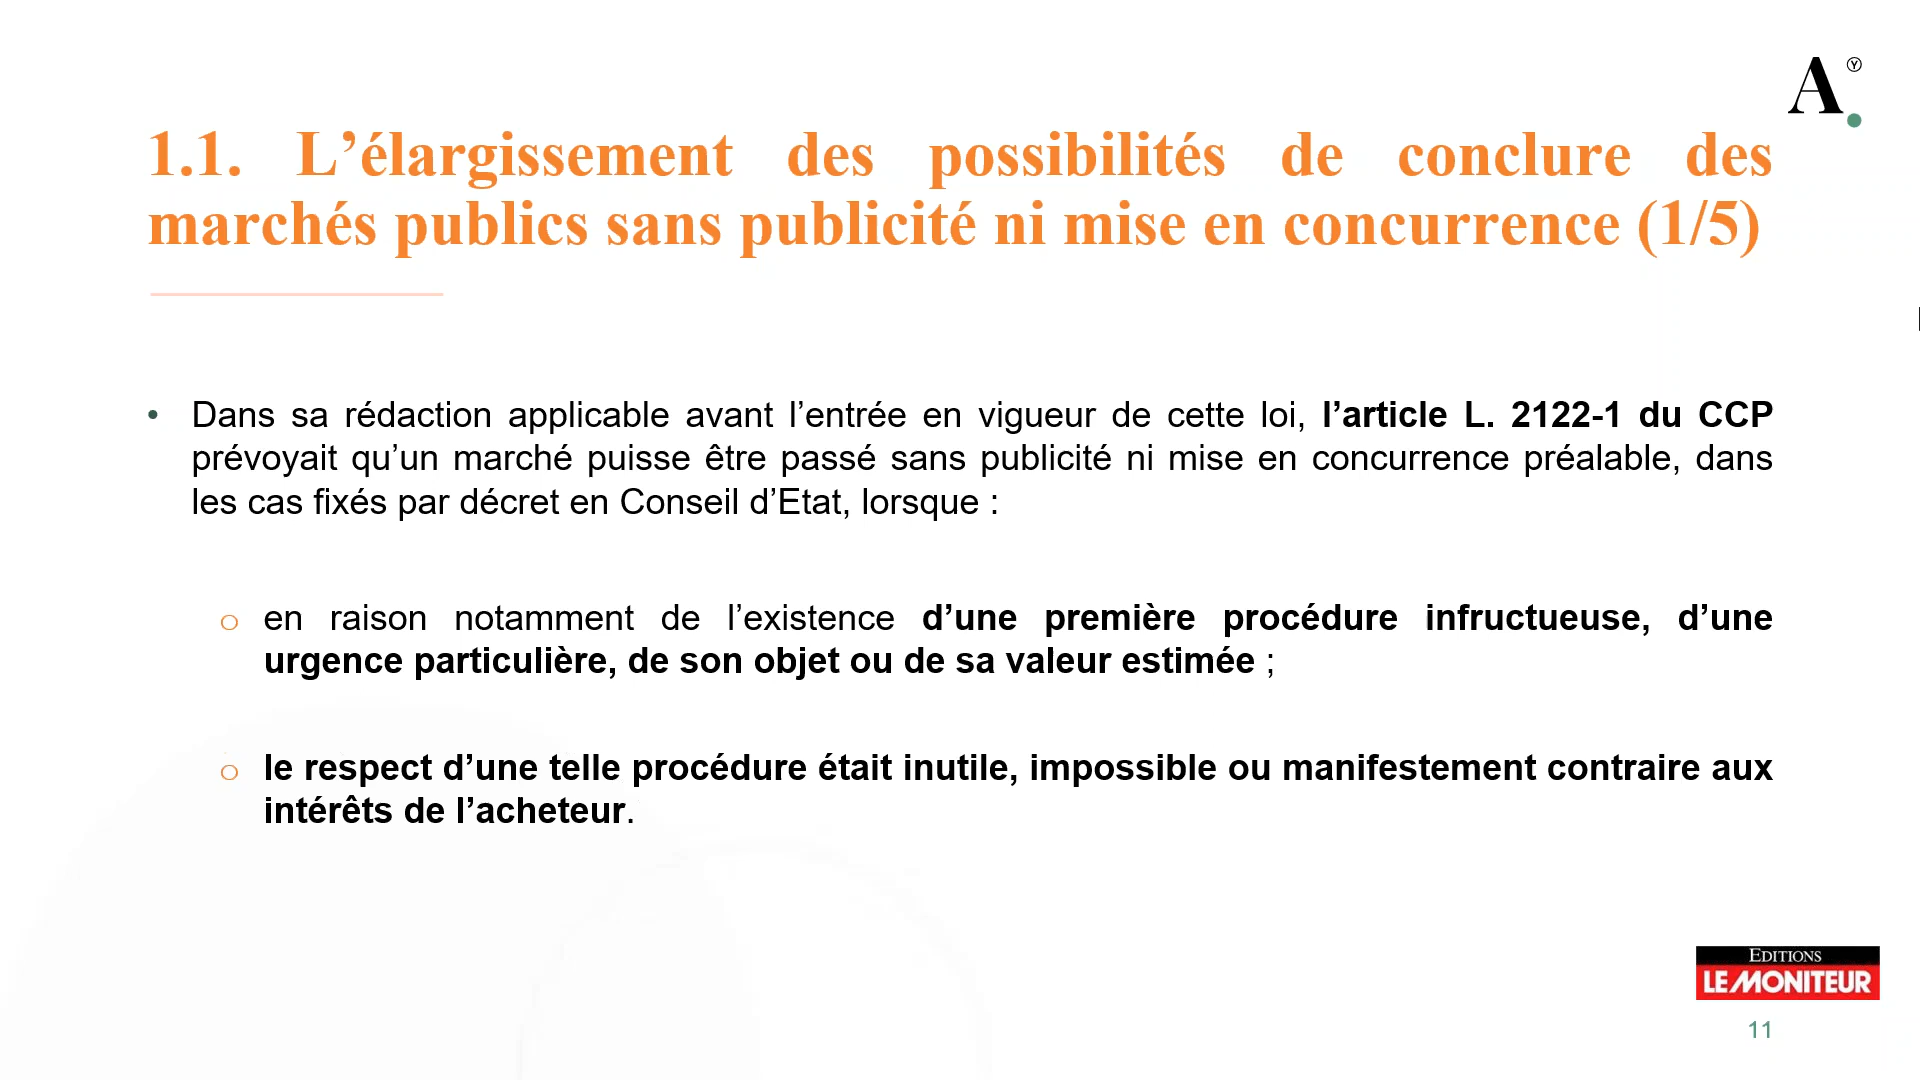 A
1.1. L’élargissement des possibilités de conclure des
marchés publics sans publicité ni mise en concurrence (1/5)
• Dans sa rédaction applicable avant l’entrée en vigueur de cette loi, l’article L. 2122-1 du CCP
prévoyait qu’un marché puisse être passé sans publicité ni mise en concurrence préalable, dans
les cas fixés par décret en Conseil d’Etat, lorsque :
o en raison notamment de l’existence d’une première procédure infructueuse, d’une
urgence particulière, de son objet ou de sa valeur estimée ;
o le respect d’une telle procédure était inutile, impossible ou manifestement contraire aux
intérêts de l’acheteur.
EDITIONS
LE MONITEUR
11